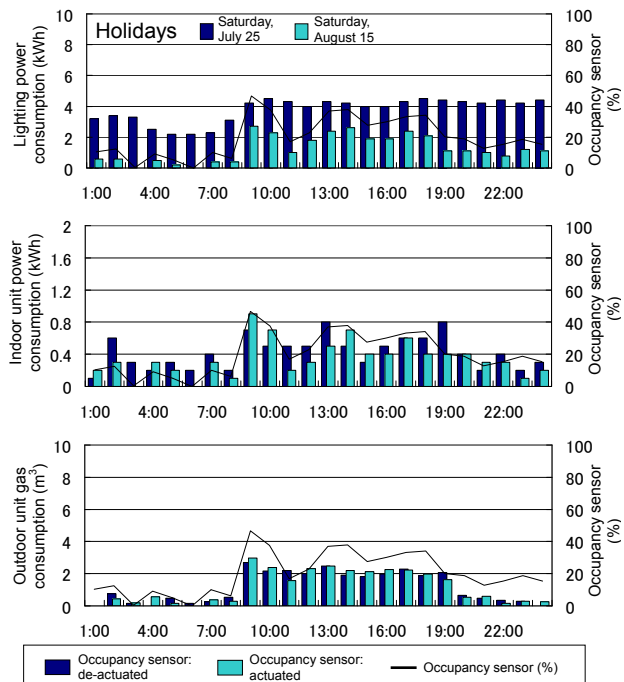 Holidays
Saturday, July 25
Saturday, August 15
Lighting power consumption (kWh)
10
8
6
4
2
0
100
80
60
40
20
0
Occupancy sensor (%)
1:00 4:00 7:00 10:00 13:00 16:00 19:00 22:00
Indoor unit power consumption (kWh)
2
1.6
1.2
0.8
0.4
0
100
80
60
40
20
0
Occupancy sensor (%)
1:00 4:00 7:00 10:00 13:00 16:00 19:00 22:00
Outdoor unit gas consumption (m³)
10
8
6
4
2
0
100
80
60
40
20
0
Occupancy sensor (%)
1:00 4:00 7:00 10:00 13:00 16:00 19:00 22:00
Occupancy sensor: de-actuated
Occupancy sensor: actuated
Occupancy sensor (%)